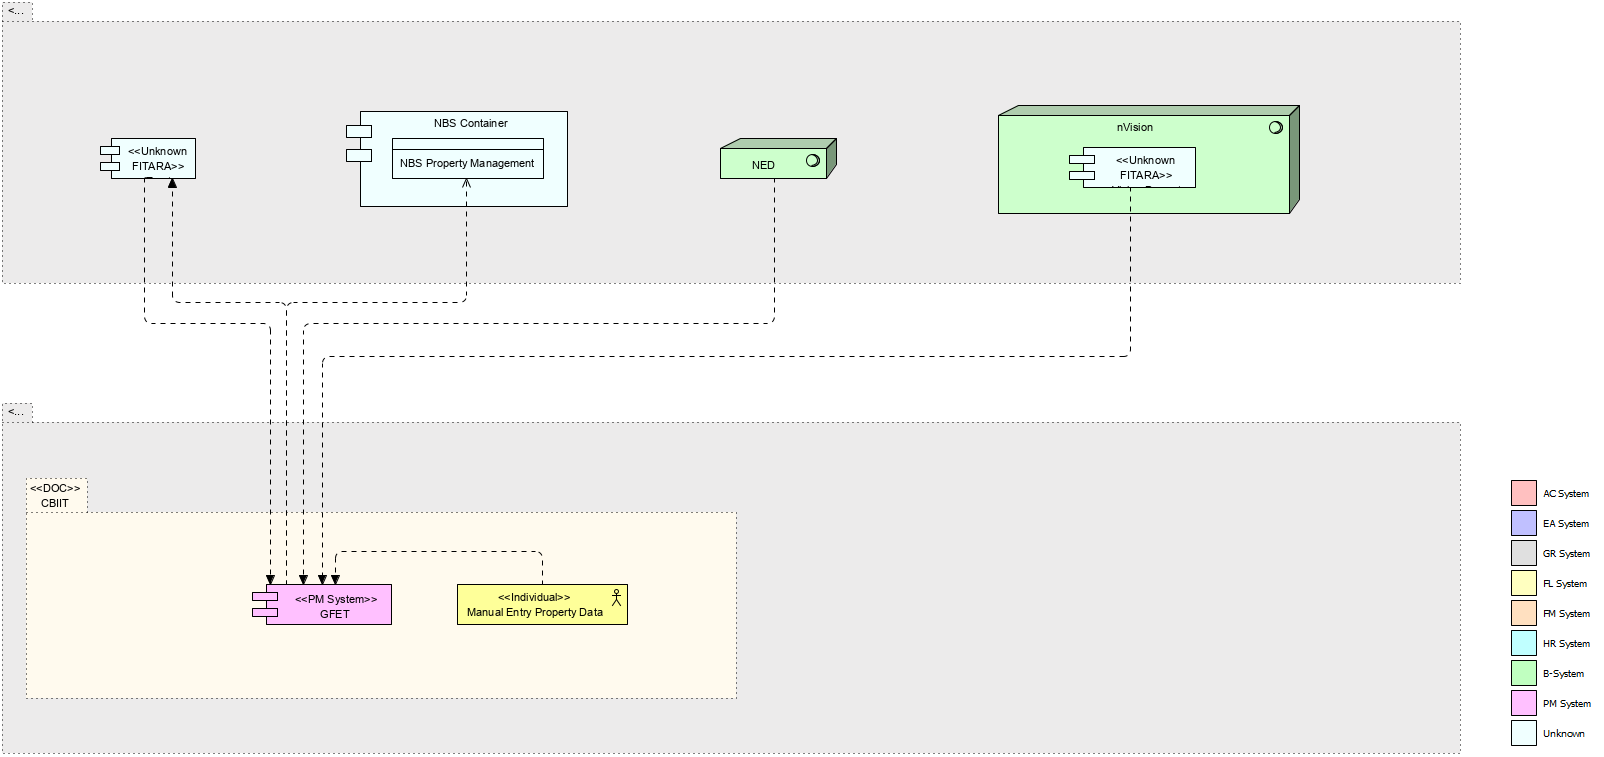 <...
<<Unknown
FITARA>>
NBS Container
NBS Property Management
NED
nVision
<<Unknown
FITARA>>
<...
<<DOC>>
CBIIT
<<PM System>>
GFET
<<Individual>>
Manual Entry Property Data
AC System
EA System
GR System
FL System
FM System
HR System
B-System
PM System
Unknown